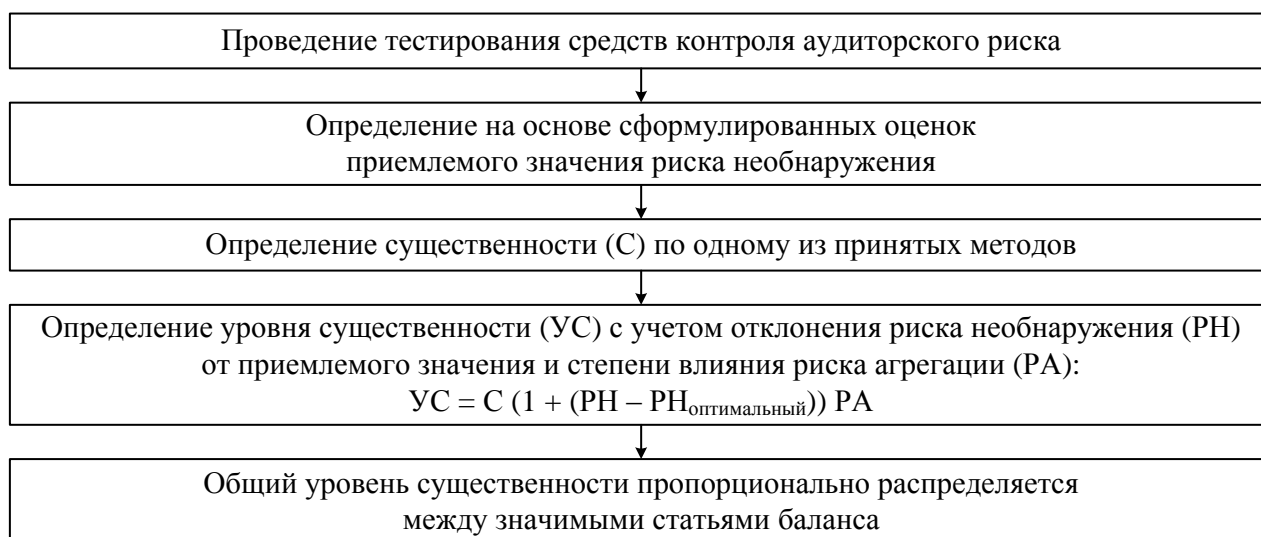 Проведение тестирования средств контроля аудиторского риска
Определение на основе сформулированных оценок
приемлемого значения риска необнаружения
Определение существенности (С) по одному из принятых методов
Определение уровня существенности (УС) с учетом отклонения риска необнаружения (РН)
от приемлемого значения и степени влияния риска агрегации (РА):
УС = С (1 + (РН – РНоптимальный)) РА
Общий уровень существенности пропорционально распределяется
между значимыми статьями баланса